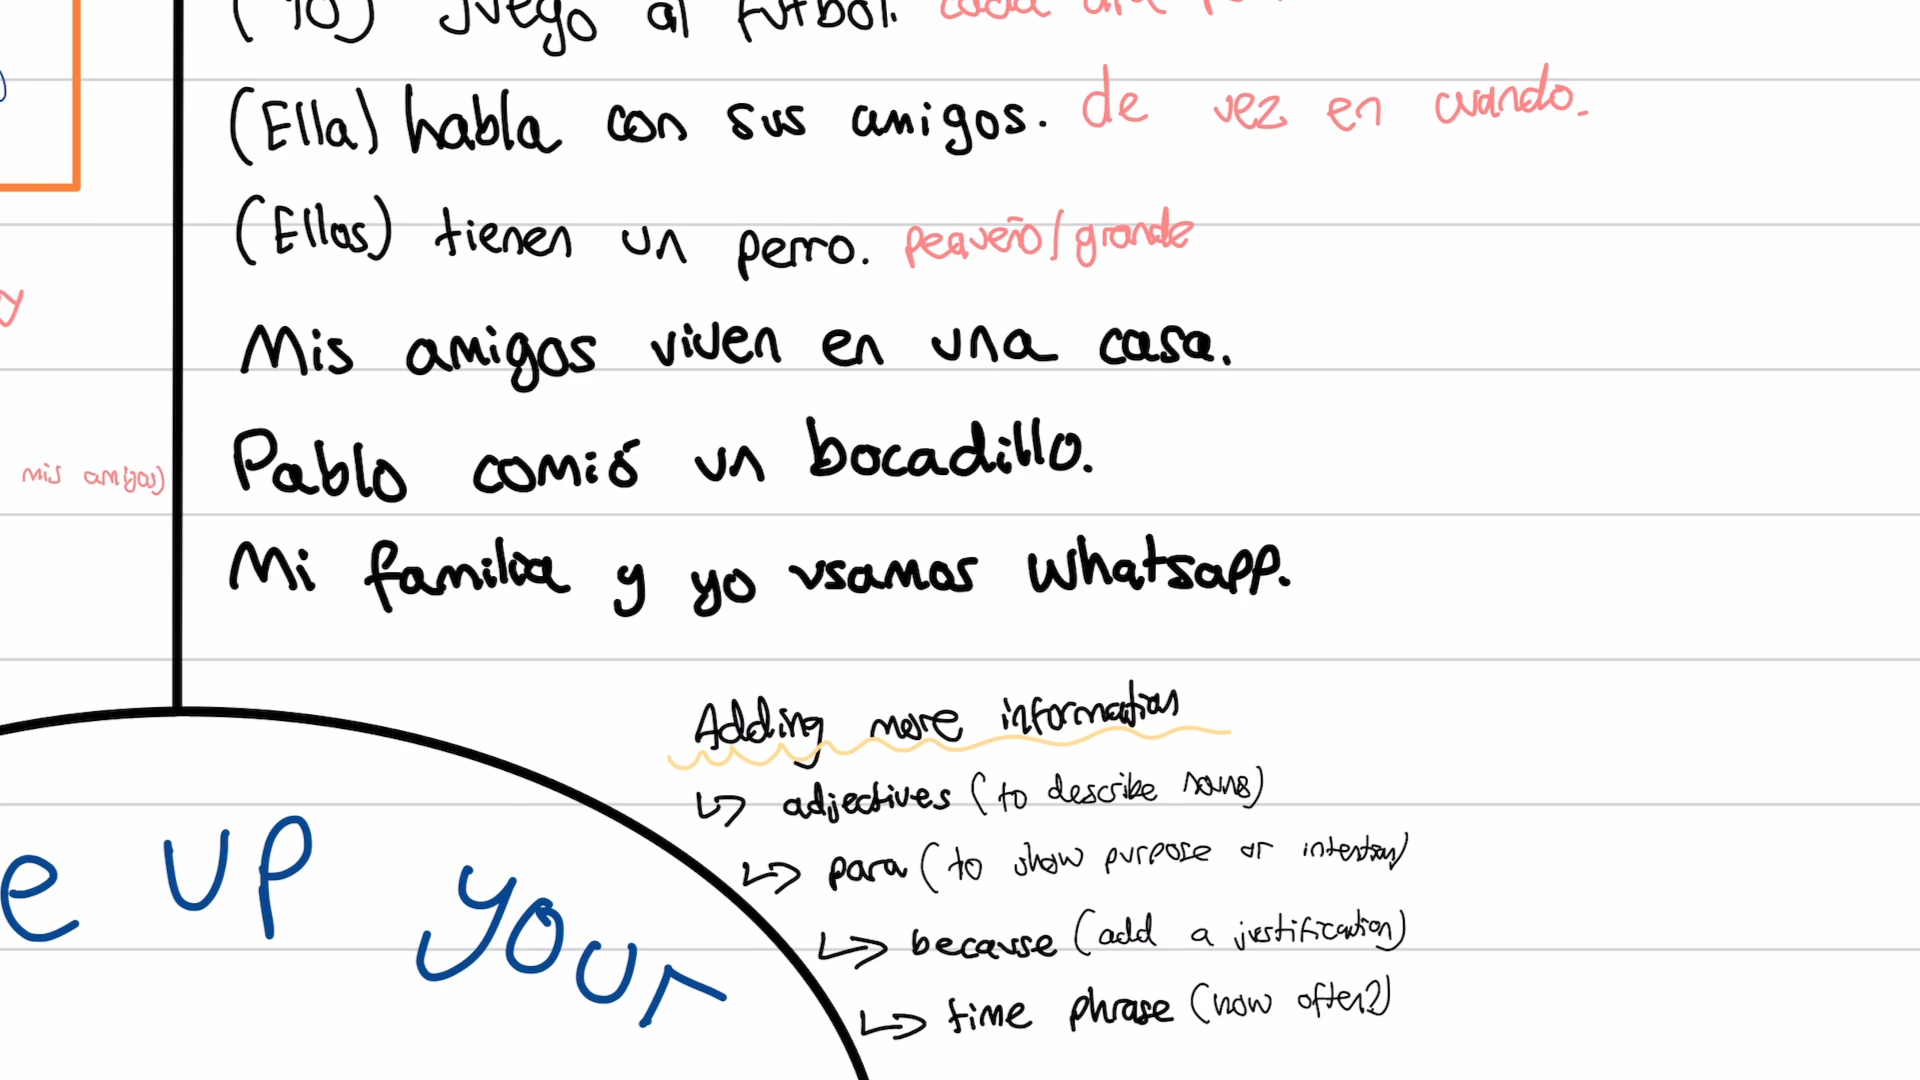 (Yo) juego al fútbol. cada
(Ella) habla con sus amigos. de vez en cuando.
(Ellos) tienen un perro. pequeño/grande
y
Mis amigos viven en una casa.
mis amigos)
Pablo comió un bocadillo.
Mi familia y yo usamos whatsapp.
Adding more information
↳ adjectives (to describe nouns)
↳ para (to show purpose or intention)
↳ because (add a justification)
↳ time phrase (how often?)
e up your